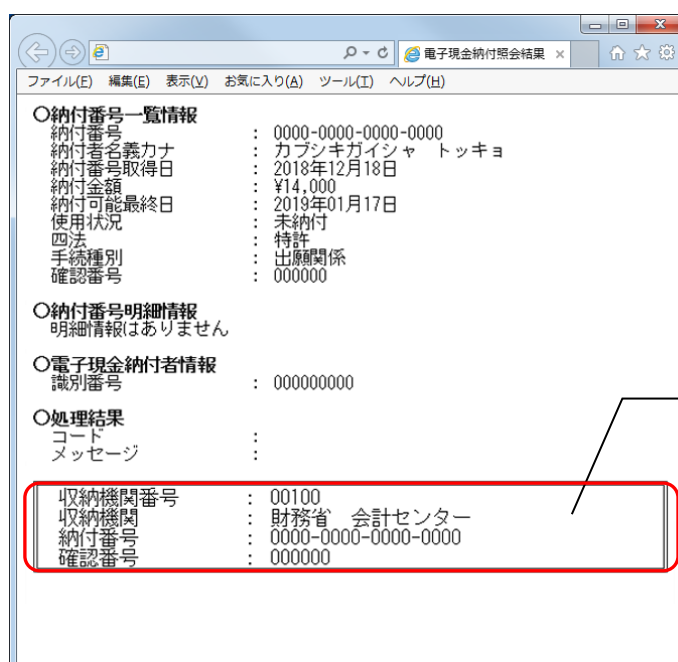 電子現金納付照会結果
ファイル(F) 編集(E) 表示(V) お気に入り(A) ツール(T) ヘルプ(H)
○納付番号一覧情報
納付番号 : 0000-0000-0000-0000
納付者名義カナ : カブシキガイシャ トッキョ
納付番号取得日 : 2018年12月18日
納付金額 : ¥14,000
納付可能最終日 : 2019年01月17日
使用状況 : 未納付
四法 : 特許
手続種別 : 出願関係
確認番号 : 000000
○納付番号明細情報
明細情報はありません
○電子現金納付者情報
識別番号 : 000000000
○処理結果
コード :
メッセージ :
収納機関番号 : 00100
収納機関 : 財務省 会計センター
納付番号 : 0000-0000-0000-0000
確認番号 : 000000